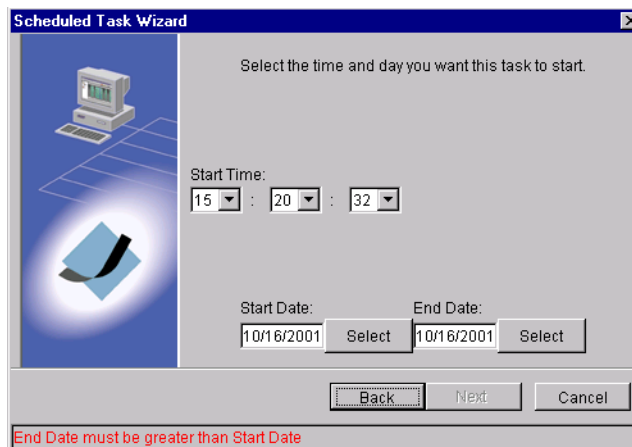 Scheduled Task Wizard
Select the time and day you want this task to start.
Start Time:
15 : 20 : 32
Start Date: End Date:
10/16/2001 Select 10/16/2001 Select
Back Next Cancel
End Date must be greater than Start Date